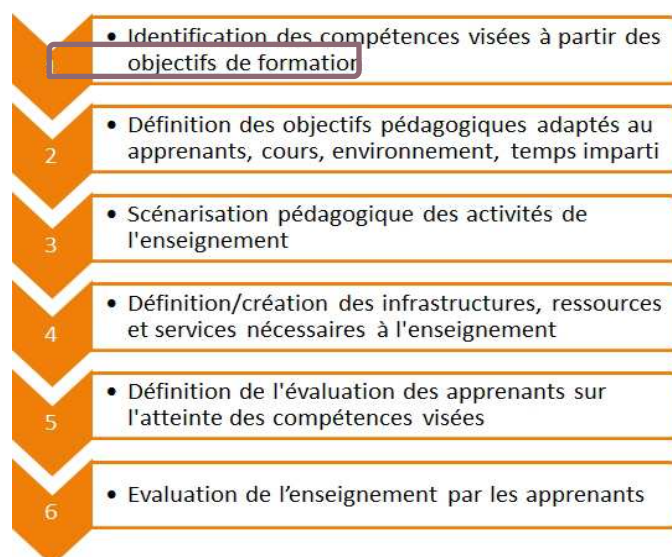 • Identification des compétences visées à partir des
objectifs de formation
2
• Définition des objectifs pédagogiques adaptés au
apprenants, cours, environnement, temps imparti
3
• Scénarisation pédagogique des activités de
l'enseignement
4
• Définition/création des infrastructures, ressources
et services nécessaires à l'enseignement
5
• Définition de l'évaluation des apprenants sur
l'atteinte des compétences visées
6
• Evaluation de l’enseignement par les apprenants